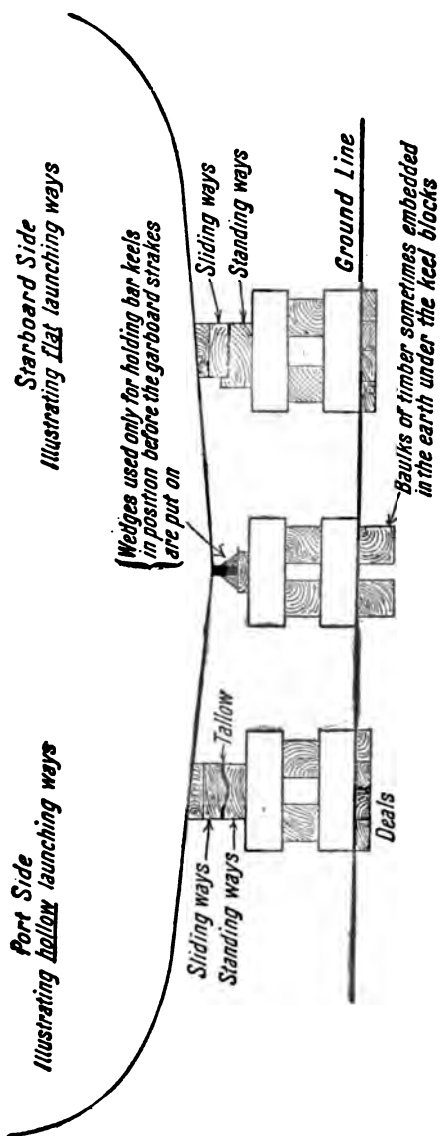 Port Side
Illustrating hollow launching ways
Starboard Side
Illustrating flat launching ways
Wedges used only for holding bar keels
in position before the garboard strakes
are put on
Sliding ways
Standing ways
Tallow
Sliding ways
Standing ways
Ground Line
Deals
Baulks of timber sometimes embedded
in the earth under the keel blocks